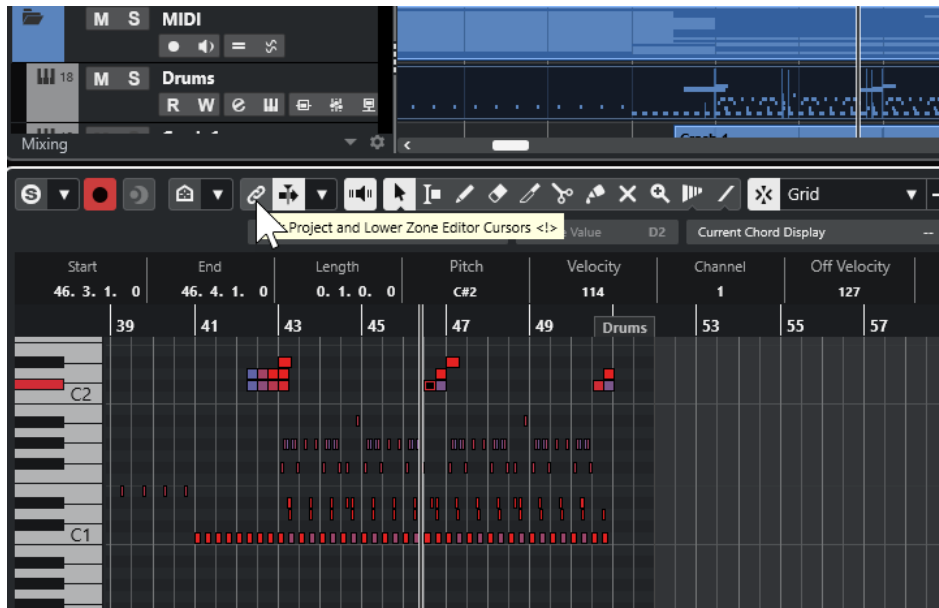 M S MIDI
18 M S Drums
R W e
Mixing
Crash 1
S Grid
Project and Lower Zone Editor Cursors <!>
Value D2 Current Chord Display --
Start End Length Pitch Velocity Channel Off Velocity
46. 3. 1. 0 46. 4. 1. 0 0. 1. 0. 0 C#2 114 1 127
39 41 43 45 47 49 Drums 53 55 57
C2
C1